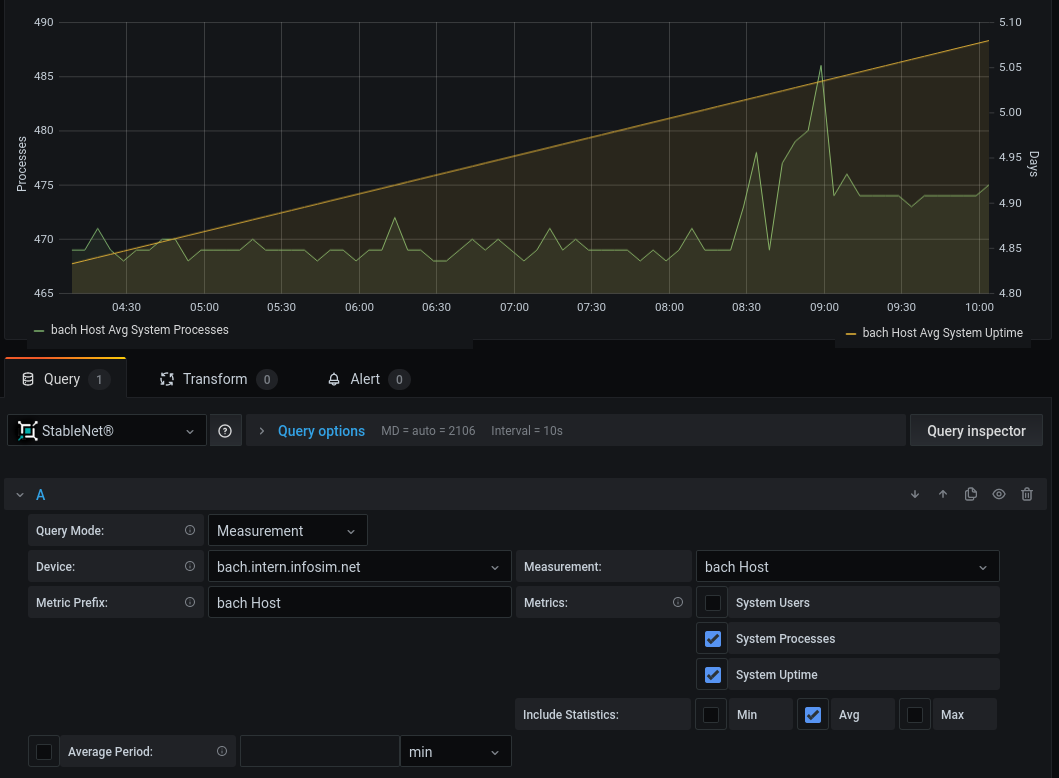 490 5.10
485 5.05
480 5.00
475 4.95
470 4.90
465 4.85
4.80
Processes
Days
04:30 05:00 05:30 06:00 06:30 07:00 07:30 08:00 08:30 09:00 09:30 10:00
bach Host Avg System Processes
bach Host Avg System Uptime
Query 1 Transform 0 Alert 0
StableNet® Query options MD = auto = 2106 Interval = 10s Query inspector
A
Query Mode: Measurement
Device: bach.intern.infosim.net Measurement: bach Host
Metric Prefix: bach Host Metrics: System Users
System Processes
System Uptime
Include Statistics: Min Avg Max
Average Period: min